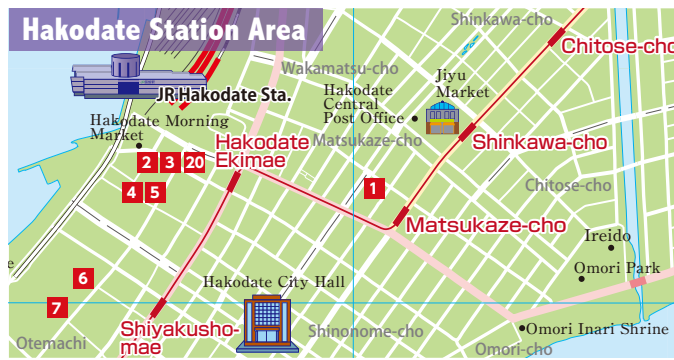 Hakodate Station Area
Shinkawa-cho
Chitose-cho
Wakamatsu-cho
JR Hakodate Sta.
Jiyu
Market
Hakodate
Central
Post Office
Hakodate Morning
Market
Hakodate
Ekimae
Matsukaze-cho
Shinkawa-cho
2
3
20
4
5
1
Chitose-cho
Matsukaze-cho
Ireido
Omori Park
6
Hakodate City Hall
7
Shiyakusho-
mae
Shinonome-cho
Omori Inari Shrine
Otemachi
Omori-cho
e